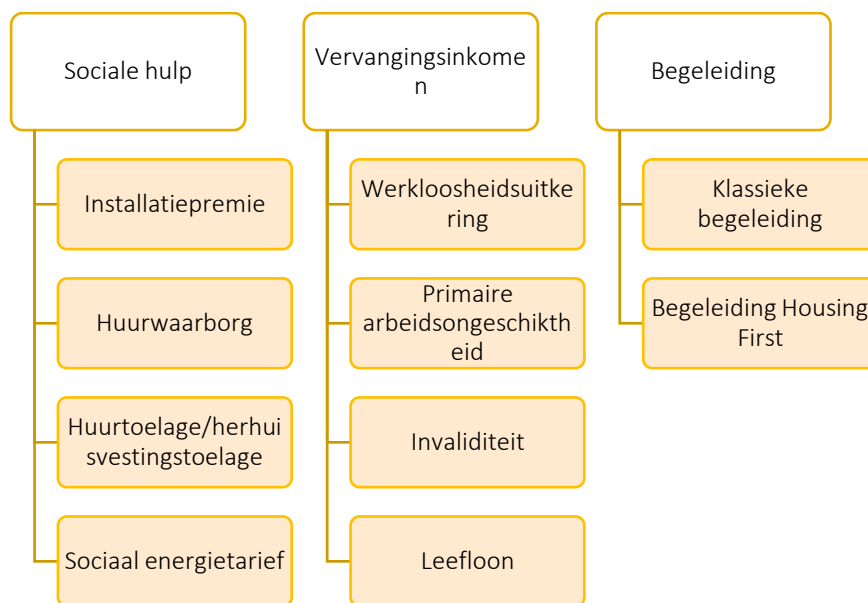 Sociale hulp
Installatiepremie
Huurwaarborg
Huurtoelage/herhui
svestingstoelage
Sociaal energietarief
Vervangingsinkome
n
Werkloosheidsuitke
ring
Primaire
arbeidsongeschikth
eid
Invaliditeit
Leefloon
Begeleiding
Klassieke
begeleiding
Begeleiding Housing
First